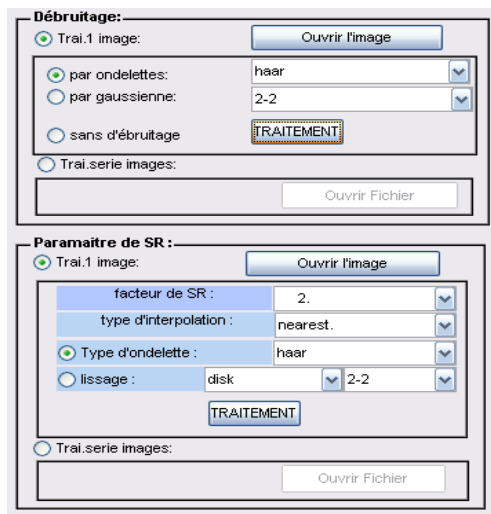 Débruitage:
Trai.1 image: Ouvrir l'image
par ondelettes: haar
par gaussienne: 2-2
sans d'ébruitage TRAITEMENT
Trai.serie images:
Ouvrir Fichier
Paramaitre de SR :
Trai.1 image: Ouvrir l'image
facteur de SR : 2.
type d'interpolation : nearest.
Type d'ondelette : haar
lissage : disk 2-2
TRAITEMENT
Trai.serie images:
Ouvrir Fichier